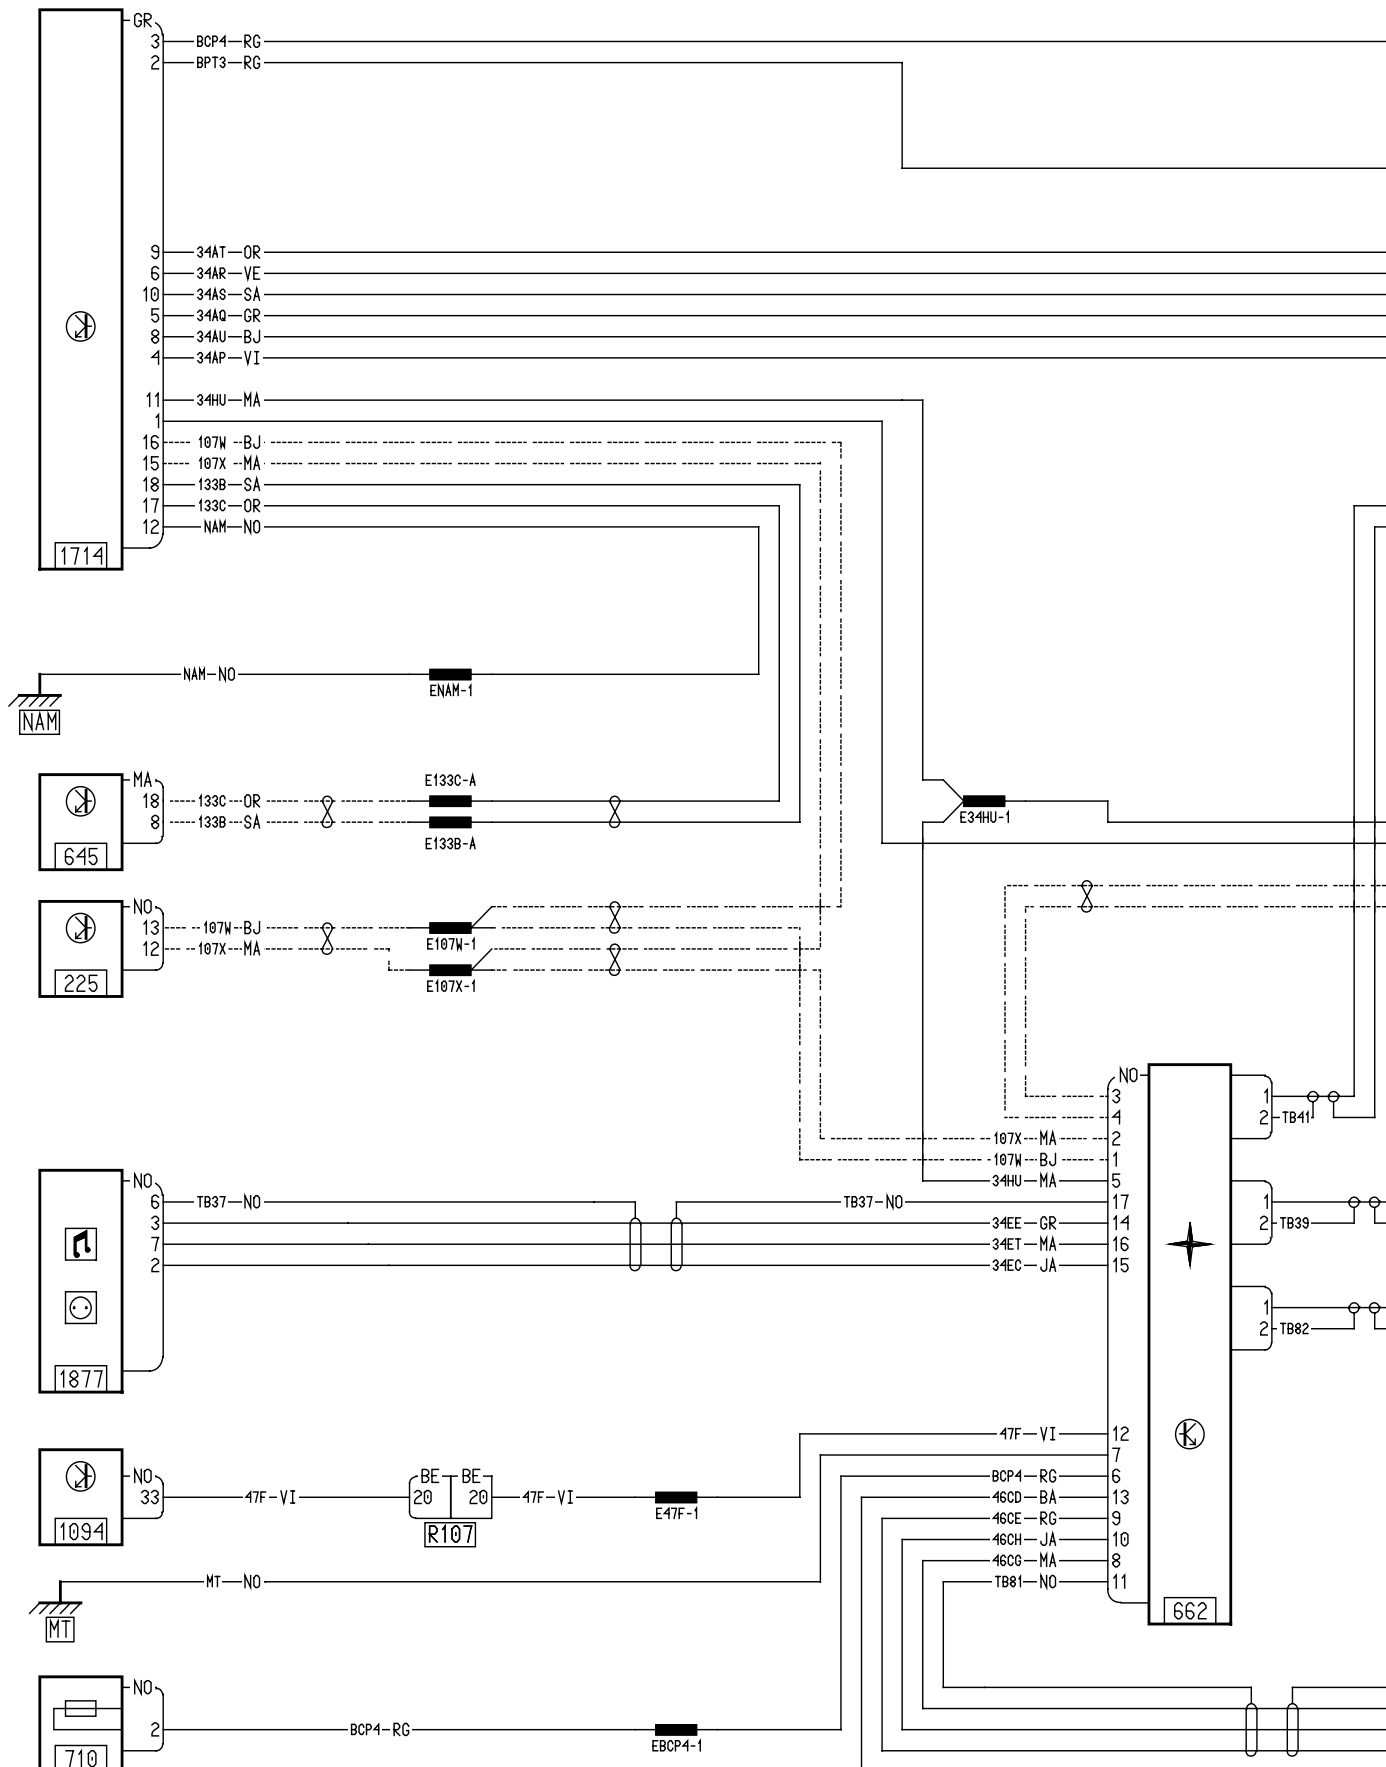 GR
3 BCP4 RG
2 BPT3 RG
9 34AT OR
6 34AR VE
10 34AS SA
5 34AQ GR
8 34AU BJ
4 34AP VI
11 34HU MA
1
16 107W BJ
15 107X MA
18 133B SA
17 133C OR
12 NAM NO
1714
NAM NO
ENAM-1
NAM
MA
E133C-A
18 133C OR
8 133B SA
E133B-A
645
E34HU-1
NO
13 107W BJ
E107W-1
12 107X MA
E107X-1
225
NO
3
4
107X MA 2
107W BJ 1
34HU MA 5
TB37 NO 17
34EE GR 14
34ET MA 16
34EC JA 15
47F VI 12
7
BCP4 RG 6
46CD BA 13
46CE RG 9
46CH JA 10
46CG MA 8
TB81 NO 11
662
1
2 TB41
1
2 TB39
1
2 TB82
NO
6 TB37 NO
3
7
2
1877
NO
33 47F-VI
BE BE
20 20
47F-VI
E47F-1
R107
1094
MT NO
MT
NO
2 BCP4-RG
EBCP4-1
710